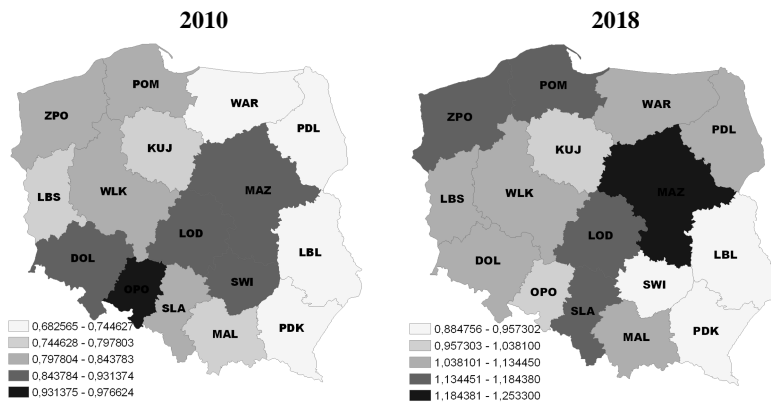 2010
2018
POM
WAR
ZPO
PDL
KUJ
WLK
MAZ
LBS
LOD
LBL
DOL
OPO
SWI
SLA
MAL
PDK
0,682565 - 0,744627
0,744628 - 0,797803
0,797804 - 0,843783
0,843784 - 0,931374
0,931375 - 0,976624
POM
WAR
ZPO
PDL
KUJ
WLK
MAZ
LBS
LOD
LBL
DOL
OPO
SWI
SLA
MAL
PDK
0,884756 - 0,957302
0,957303 - 1,038100
1,038101 - 1,134450
1,134451 - 1,184380
1,184381 - 1,253300